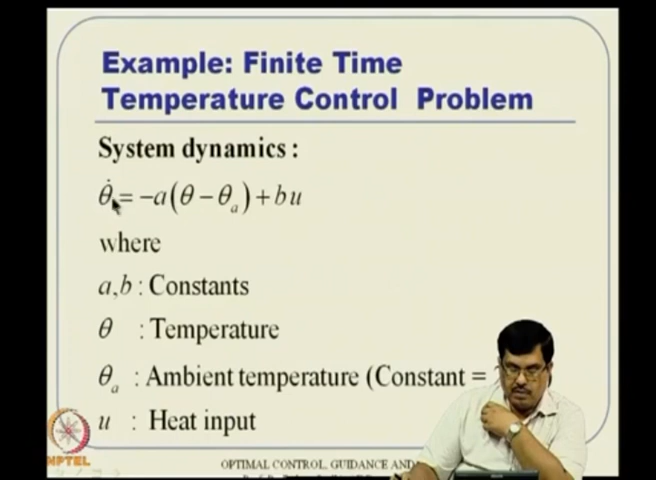 Example: Finite Time
Temperature Control Problem
System dynamics :
θ̇ = −a(θ − θₐ) + bu
where
a,b : Constants
θ : Temperature
θₐ : Ambient temperature (Constant =
u : Heat input
NPTEL
OPTIMAL CONTROL, GUIDANCE AND